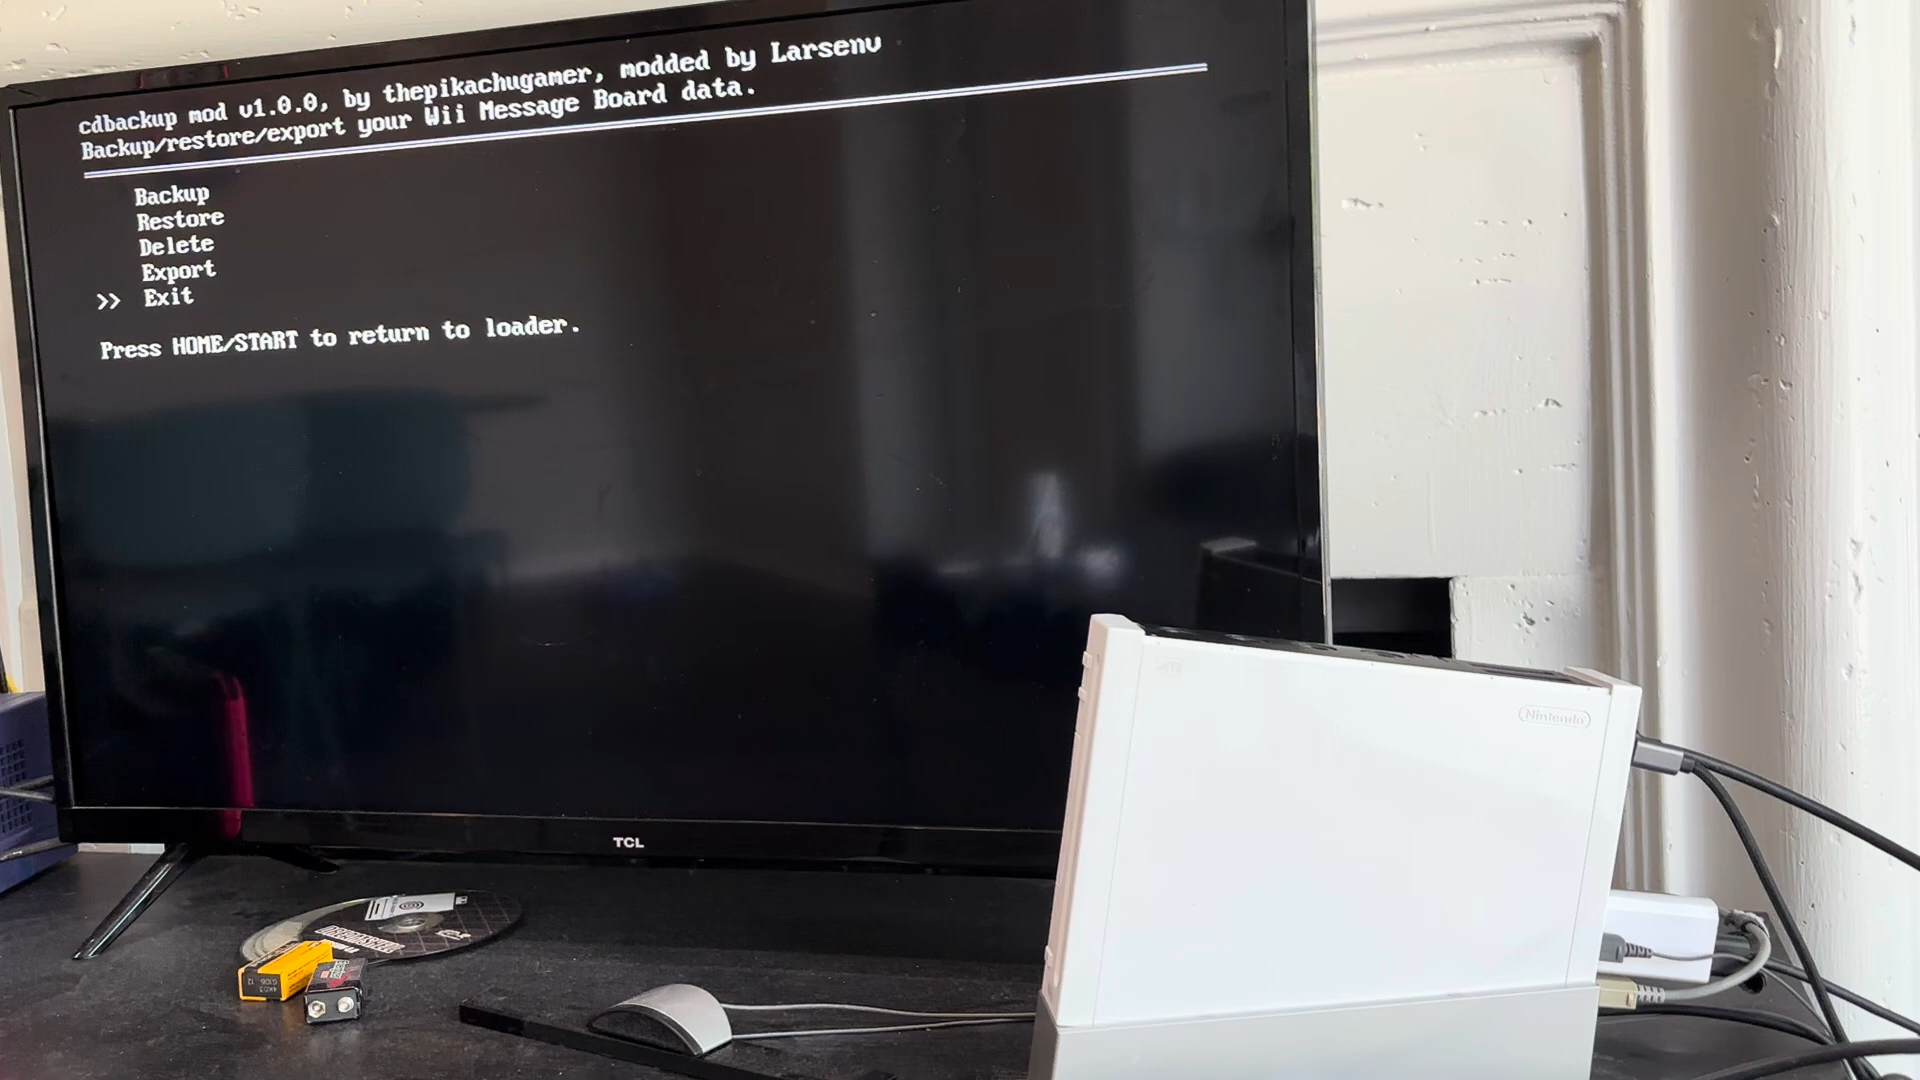 cdbackup mod v1.0.0, by thepikachugamer, modded by Larsenv
Backup/restore/export your Wii Message Board data.
Backup
Restore
Delete
Export
>> Exit
Press HOME/START to return to loader.
TCL
Nintendo